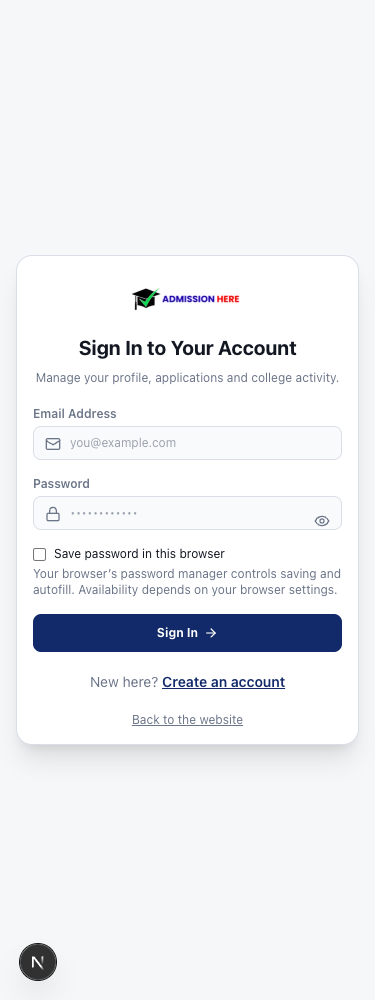 ADMISSION HERE
Sign In to Your Account
Manage your profile, applications and college activity.
Email Address
you@example.com
Password
••••••••••••
Save password in this browser
Your browser's password manager controls saving and
autofill. Availability depends on your browser settings.
Sign In →
New here? Create an account
Back to the website
N